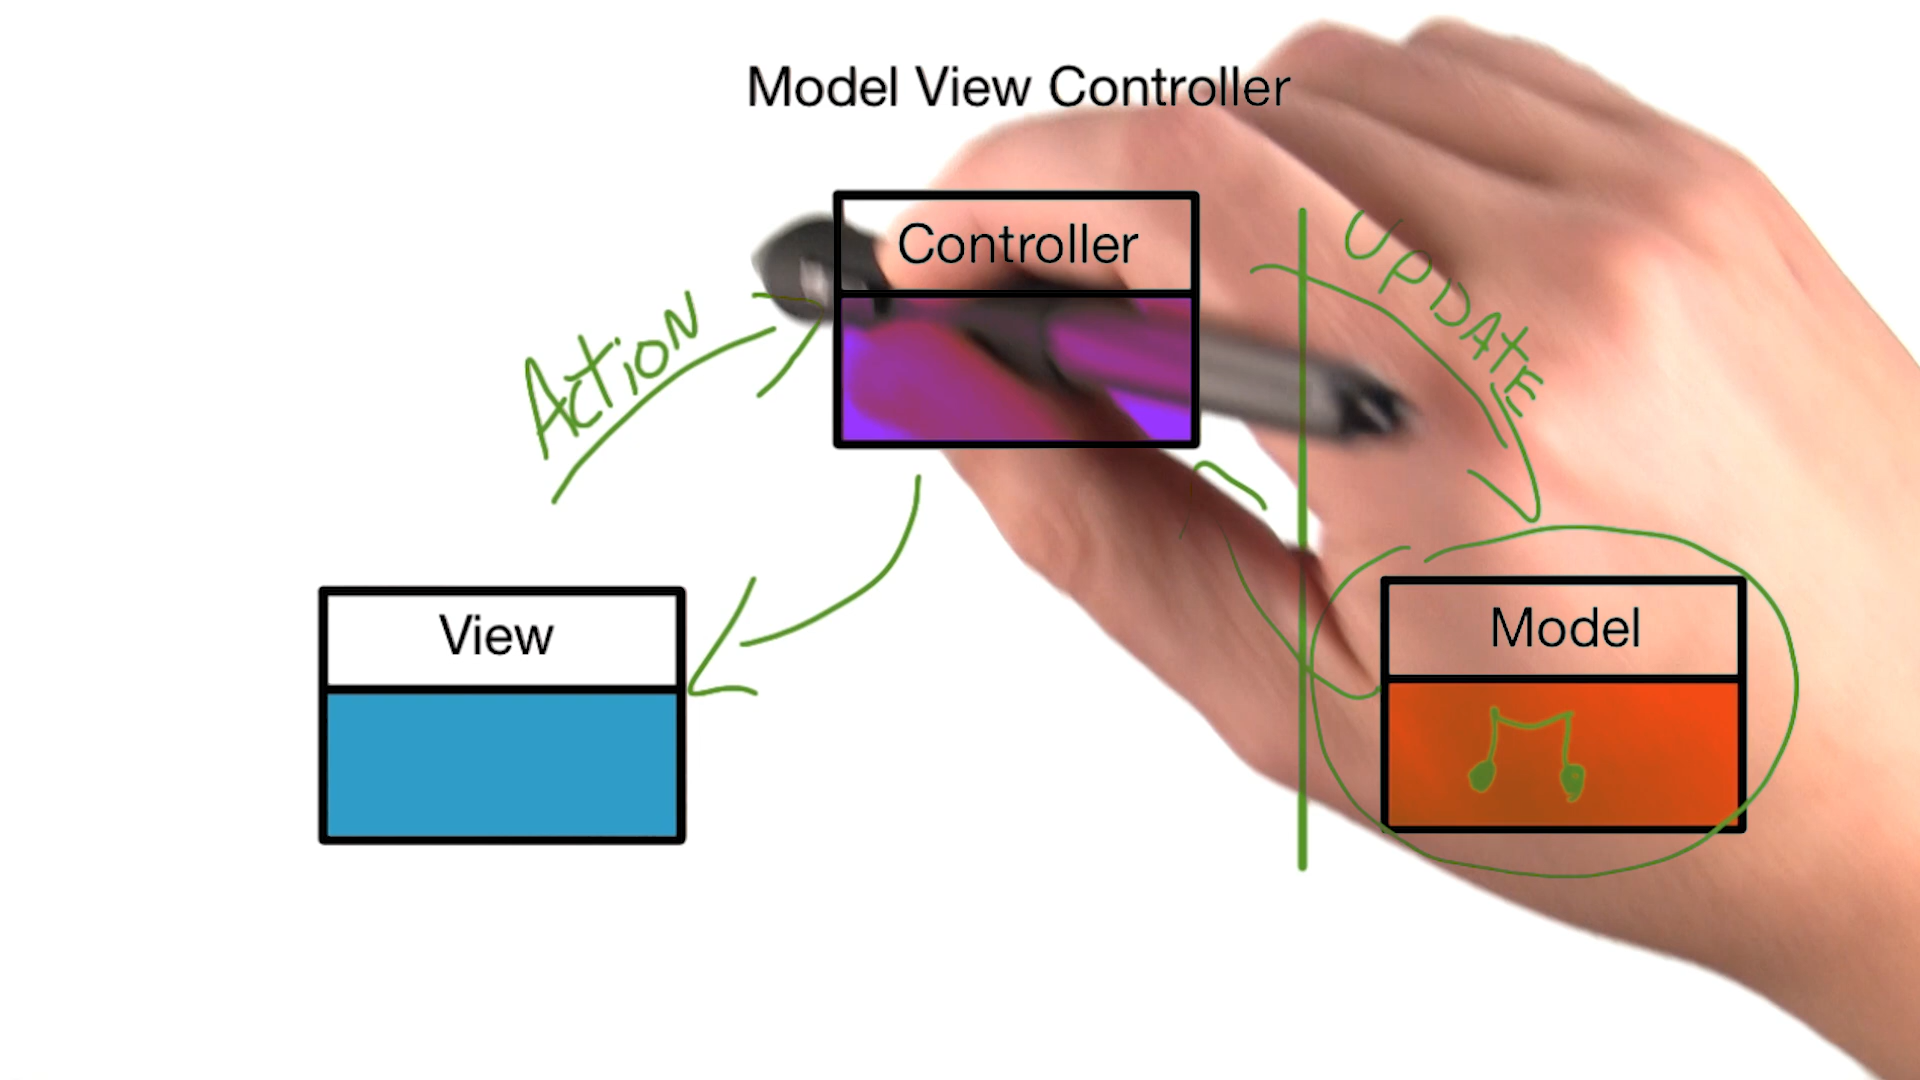 Model View Controller
Controller
UPDATE
Action
View
Model